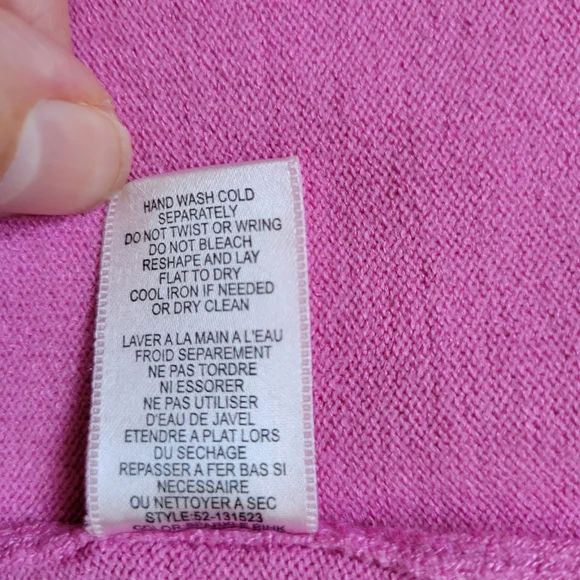 HAND WASH COLD
SEPARATELY
DO NOT TWIST OR WRING
DO NOT BLEACH
RESHAPE AND LAY
FLAT TO DRY
COOL IRON IF NEEDED
OR DRY CLEAN
LAVER A LA MAIN A L'EAU
FROID SEPAREMENT
NE PAS TORDRE
NI ESSORER
NE PAS UTILISER
D'EAU DE JAVEL
ETENDRE A PLAT LORS
DU SECHAGE
REPASSER A FER BAS SI
NECESSAIRE
OU NETTOYER A SEC
STYLE:52-131523
COLOR PINK